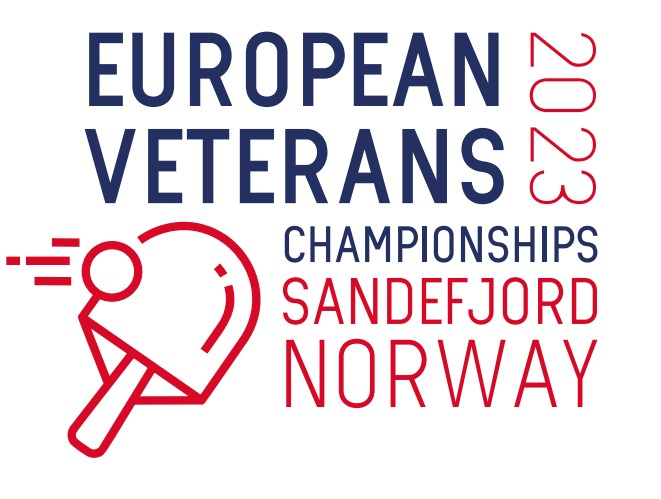 EUROPEAN
VETERANS
2023
CHAMPIONSHIPS
SANDEFJORD
NORWAY